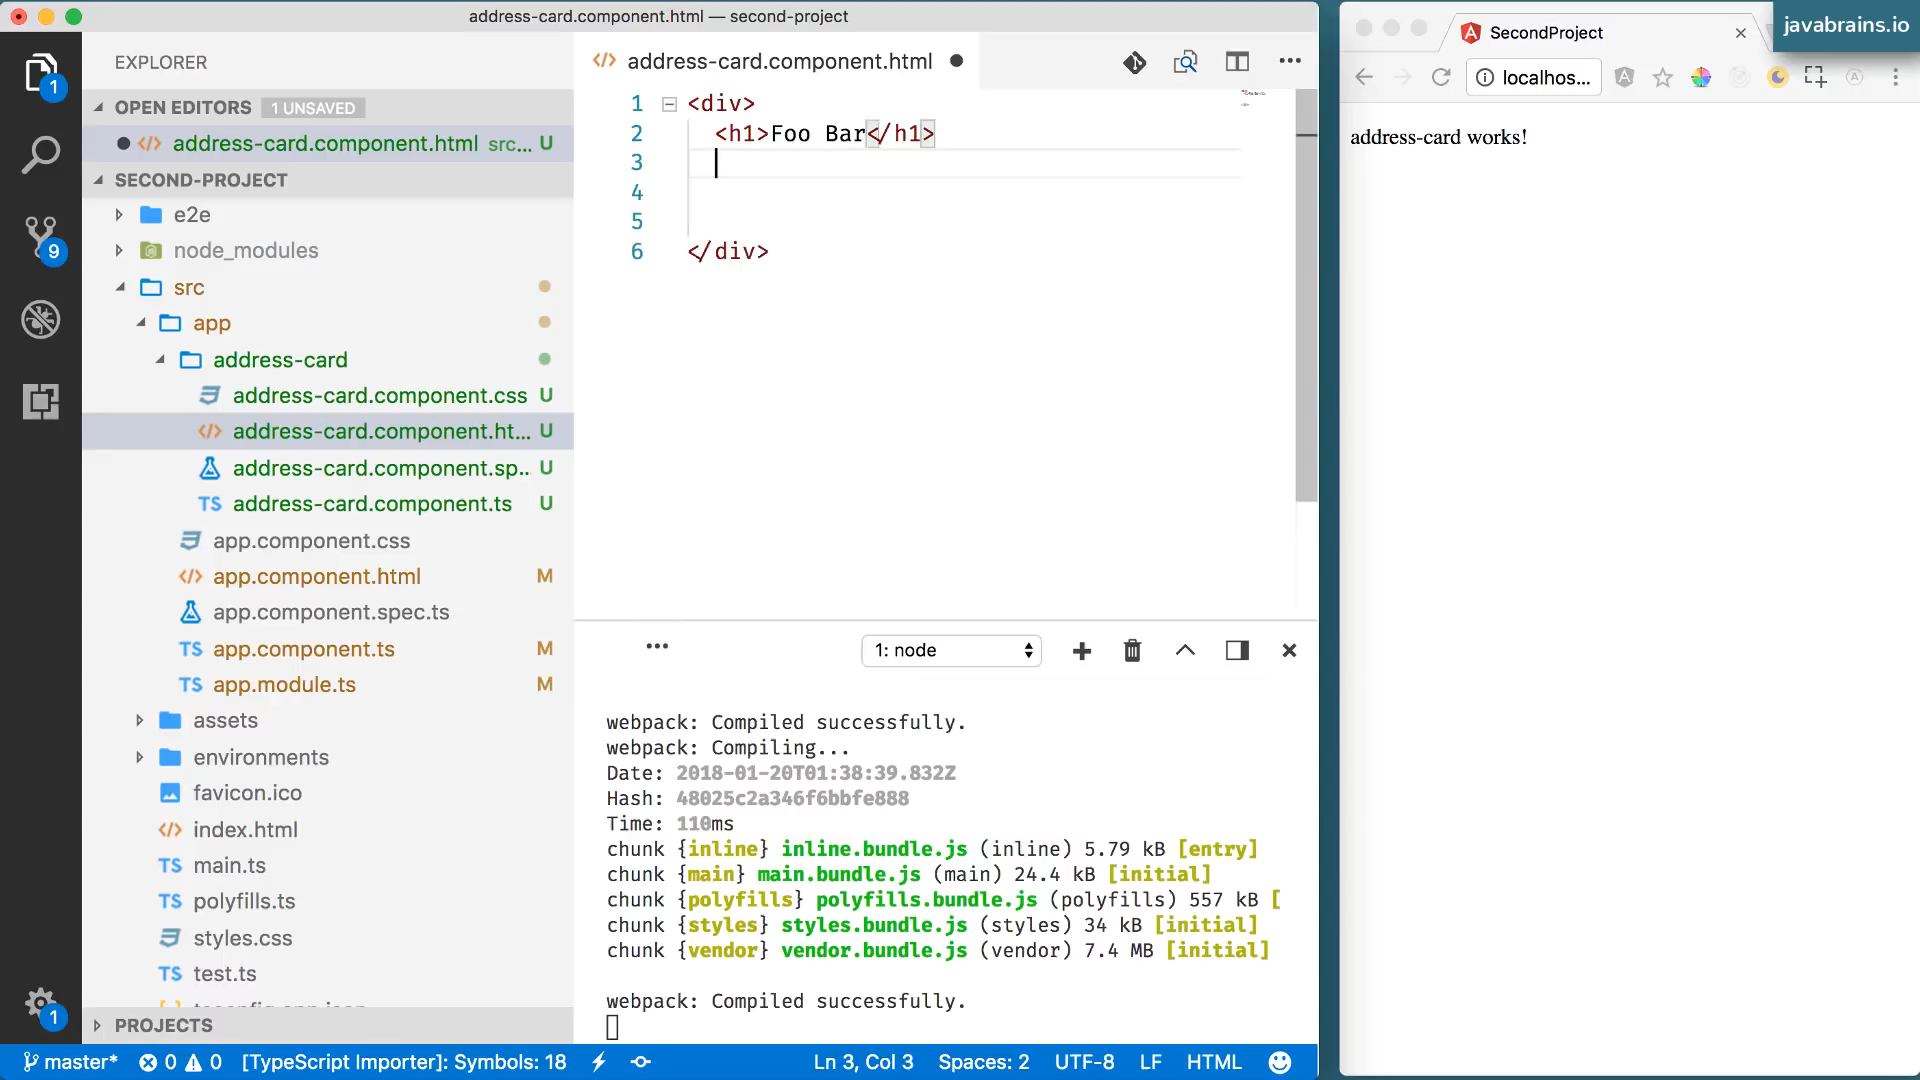 address-card.component.html — second-project
EXPLORER
OPEN EDITORS 1 UNSAVED
address-card.component.html src... U
SECOND-PROJECT
e2e
node_modules
src
app
address-card
address-card.component.css U
address-card.component.ht... U
address-card.component.sp.. U
address-card.component.ts U
app.component.css
app.component.html M
app.component.spec.ts
app.component.ts M
app.module.ts M
assets
environments
favicon.ico
index.html
main.ts
polyfills.ts
styles.css
test.ts
PROJECTS
1
9
1
address-card.component.html
1 <div>
2 <h1>Foo Bar</h1>
3
4
5
6 </div>
1: node
webpack: Compiled successfully.
webpack: Compiling...
Date: 2018-01-20T01:38:39.832Z
Hash: 48025c2a346f6bbfe888
Time: 110ms
chunk {inline} inline.bundle.js (inline) 5.79 kB [entry]
chunk {main} main.bundle.js (main) 24.4 kB [initial]
chunk {polyfills} polyfills.bundle.js (polyfills) 557 kB [
chunk {styles} styles.bundle.js (styles) 34 kB [initial]
chunk {vendor} vendor.bundle.js (vendor) 7.4 MB [initial]
webpack: Compiled successfully.
master* 0 0 [TypeScript Importer]: Symbols: 18 Ln 3, Col 3 Spaces: 2 UTF-8 LF HTML
SecondProject
javabrains.io
localhos...
address-card works!